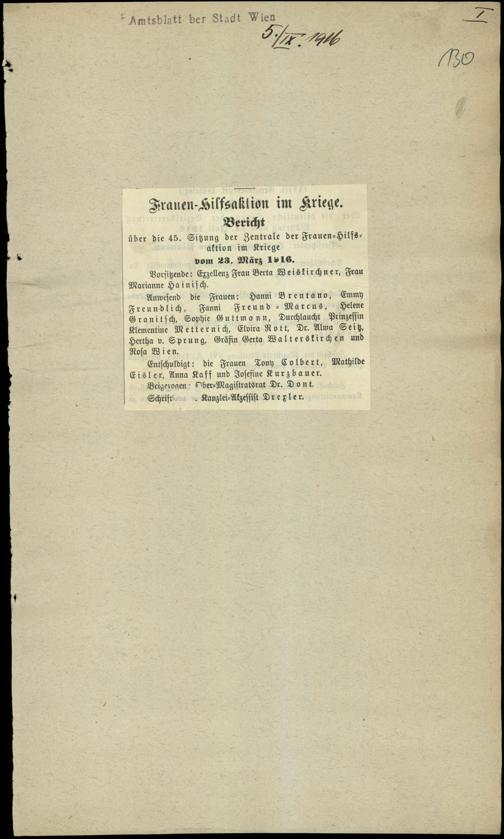 Amtsblatt der Stadt Wien
I
5./IX. 1916
130
Frauen-Hilfsaktion im Kriege.
Bericht
über die 45. Sitzung der Zentrale der Frauen-Hilfs-
aktion im Kriege
vom 23. März 1916.
Vorsitzende: Exzellenz Frau Berta Weiskirchner, Frau
Marianne Hainisch.
Anwesend die Frauen: Hanni Brentano, Emmy
Freundlich, Fanni Freund-Marcus, Helene
Granitsch, Sophie Guttmann, Durchlaucht Prinzessin
Klementine Metternich, Elvira Rott, Dr. Alma Seitz,
Hertha v. Sprung, Gräfin Gerta Walterskirchen und
Rosa Wien.
Entschuldigt: die Frauen Tony Colbert, Mathilde
Eisler, Anna Kaff und Josefine Kurzbauer.
Beigezogen: Ober-Magistratsrat Dr. Dont.
Schrif . Kanzlei-Akzessist Drexler.